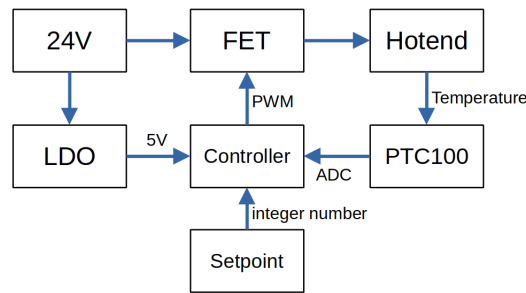 24V
FET
Hotend
PWM
Temperature
LDO
5V
Controller
ADC
PTC100
integer number
Setpoint